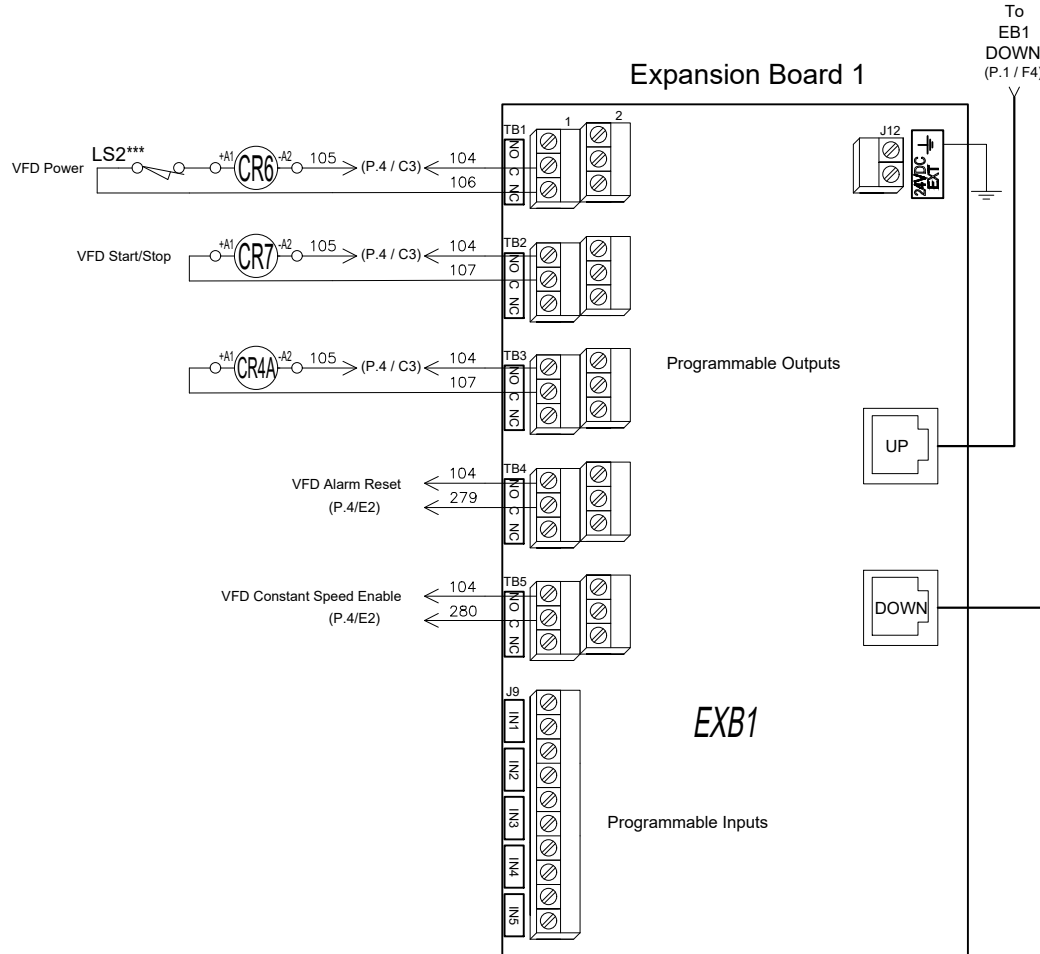 To
EB1
DOWN
(P.1 / F4)
Expansion Board 1
VFD Power
LS2***
+A1 CR6 -A2 105 (P.4 / C3) 104
106
TB1
NO C NC
1 2
J12
24VDC
EXT
VFD Start/Stop
+A1 CR7 -A2 105 (P.4 / C3) 104
107
TB2
NO C NC
+A1 CR4A -A2 105 (P.4 / C3) 104
107
TB3
NO C NC
Programmable Outputs
UP
VFD Alarm Reset
(P.4/E2)
104
279
TB4
NO C NC
VFD Constant Speed Enable
(P.4/E2)
104
280
TB5
NO C NC
DOWN
J9
IN1
IN2
IN3
IN4
IN5
EXB1
Programmable Inputs